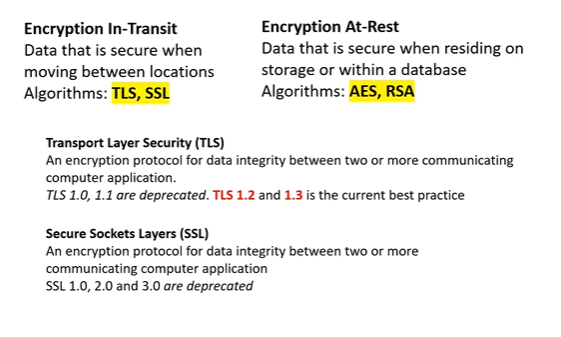 Encryption In-Transit
Data that is secure when
moving between locations
Algorithms: TLS, SSL
Encryption At-Rest
Data that is secure when residing on
storage or within a database
Algorithms: AES, RSA
Transport Layer Security (TLS)
An encryption protocol for data integrity between two or more communicating
computer application.
TLS 1.0, 1.1 are deprecated. TLS 1.2 and 1.3 is the current best practice
Secure Sockets Layers (SSL)
An encryption protocol for data integrity between two or more
communicating computer application
SSL 1.0, 2.0 and 3.0 are deprecated